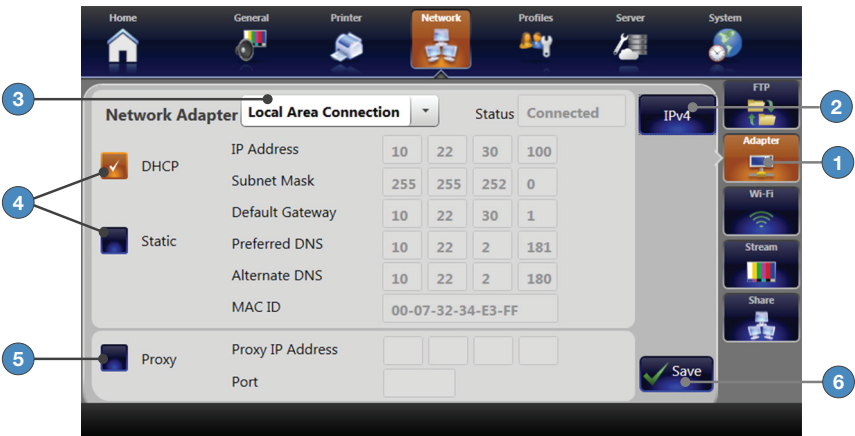 Home General Printer Network Profiles Server System
3 Network Adapter Local Area Connection Status Connected IPv4 2
FTP
Adapter 1
Wi-Fi
Stream
Share
4 DHCP
Static
IP Address 10 22 30 100
Subnet Mask 255 255 252 0
Default Gateway 10 22 30 1
Preferred DNS 10 22 2 181
Alternate DNS 10 22 2 180
MAC ID 00-07-32-34-E3-FF
5 Proxy Proxy IP Address
Port
Save 6